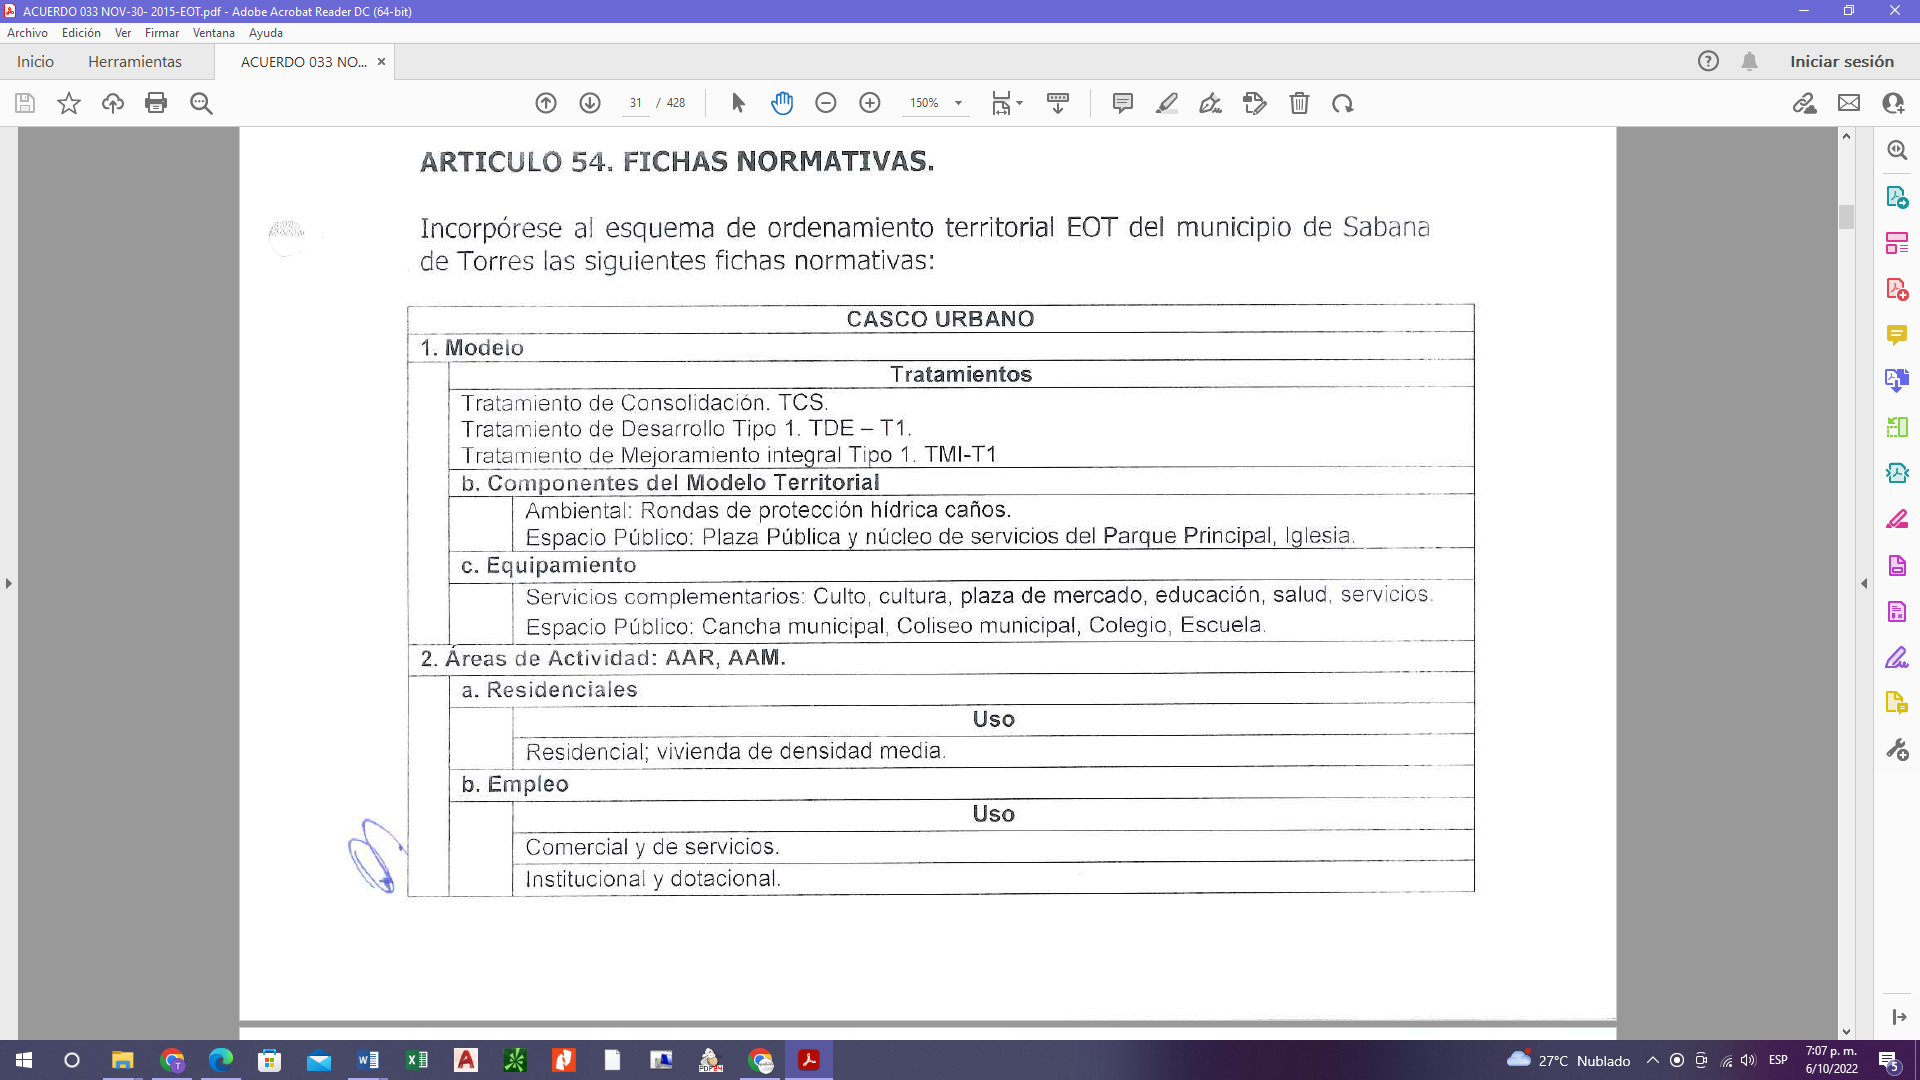 ACUERDO 033 NOV-30- 2015-EOT.pdf - Adobe Acrobat Reader DC (64-bit)
Archivo Edición Ver Firmar Ventana Ayuda
Inicio Herramientas ACUERDO 033 NO... × Iniciar sesión
31 / 428 150%
ARTICULO 54. FICHAS NORMATIVAS.
Incorpórese al esquema de ordenamiento territorial EOT del municipio de Sabana
de Torres las siguientes fichas normativas:
CASCO URBANO
1. Modelo
Tratamientos
Tratamiento de Consolidación. TCS.
Tratamiento de Desarrollo Tipo 1. TDE – T1.
Tratamiento de Mejoramiento integral Tipo 1. TMI-T1
b. Componentes del Modelo Territorial
Ambiental: Rondas de protección hídrica caños.
Espacio Público: Plaza Pública y núcleo de servicios del Parque Principal, Iglesia.
c. Equipamiento
Servicios complementarios: Culto, cultura, plaza de mercado, educación, salud, servicios.
Espacio Público: Cancha municipal, Coliseo municipal, Colegio, Escuela.
2. Áreas de Actividad: AAR, AAM.
a. Residenciales
Uso
Residencial; vivienda de densidad media.
b. Empleo
Uso
Comercial y de servicios.
Institucional y dotacional.
27°C Nublado ESP 7:07 p. m.
6/10/2022 5